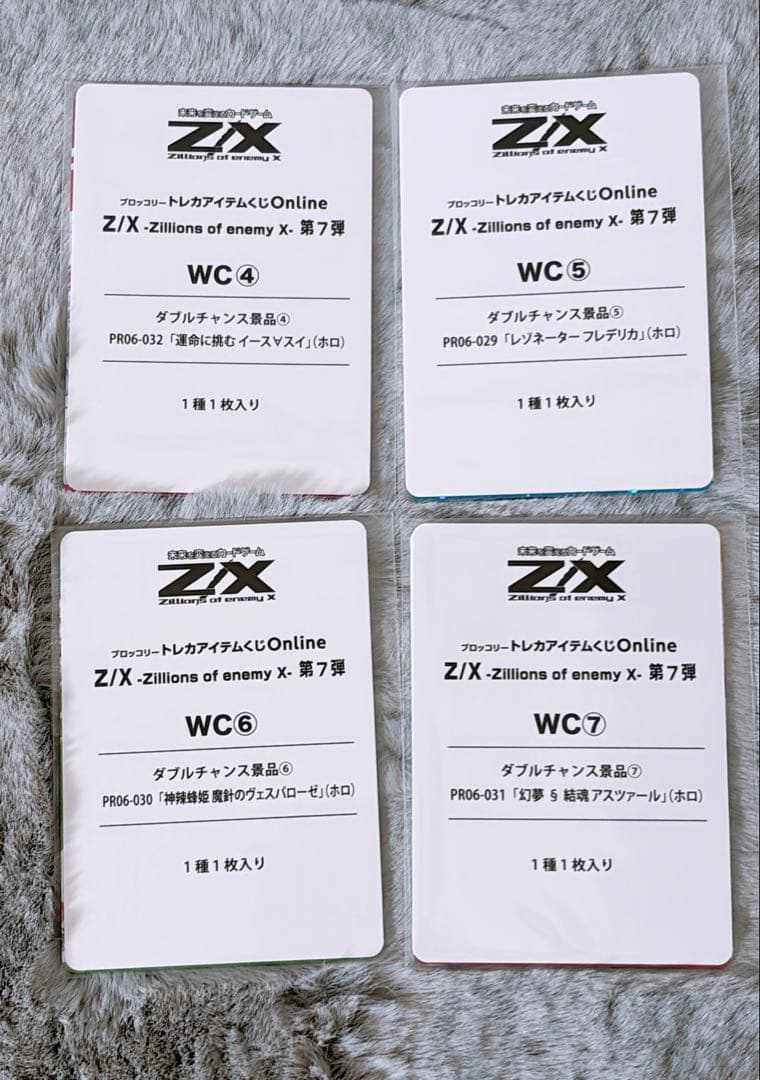 未来を変えるカードゲーム
Z/X
Zillions of enemy X
ブロッコリートレカアイテムくじOnline
Z/X -Zillions of enemy X- 第7弾
WC④
ダブルチャンス景品④
PR06-032「運命に挑む イース∀スイ」(ホロ)
1種1枚入り
未来を変えるカードゲーム
Z/X
Zillions of enemy X
ブロッコリートレカアイテムくじOnline
Z/X -Zillions of enemy X- 第7弾
WC⑤
ダブルチャンス景品⑤
PR06-029「レゾネーター フレデリカ」(ホロ)
1種1枚入り
未来を変えるカードゲーム
Z/X
Zillions of enemy X
ブロッコリートレカアイテムくじOnline
Z/X -Zillions of enemy X- 第7弾
WC⑥
ダブルチャンス景品⑥
PR06-030「神辣蜂姫 魔針のヴェスパローゼ」(ホロ)
1種1枚入り
未来を変えるカードゲーム
Z/X
Zillions of enemy X
ブロッコリートレカアイテムくじOnline
Z/X -Zillions of enemy X- 第7弾
WC⑦
ダブルチャンス景品⑦
PR06-031「幻夢 § 結魂 アスツァール」(ホロ)
1種1枚入り